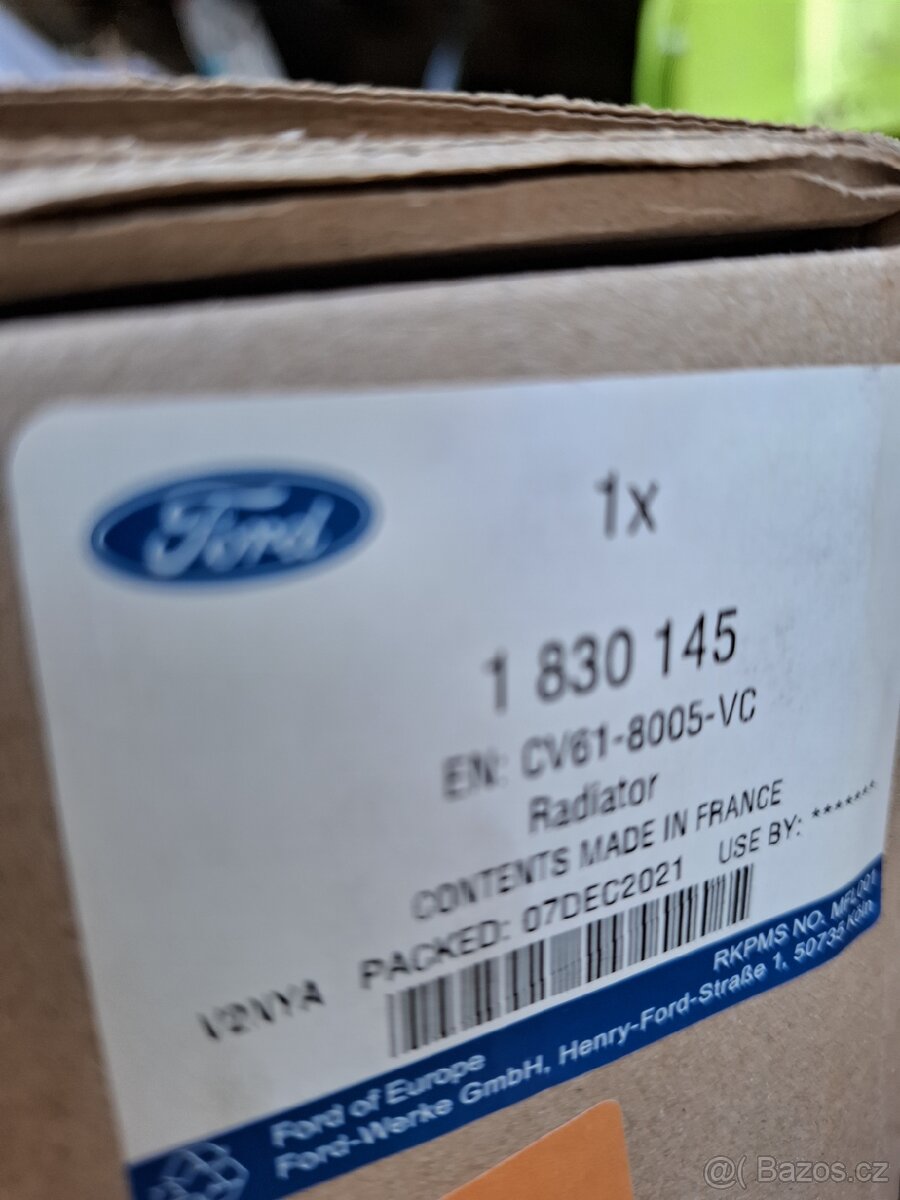 Ford
1x
1 830 145
EN: CV61-8005-VC
Radiator
CONTENTS MADE IN FRANCE
PACKED: 07DEC2021 USE BY: *******
RKPMS NO. MFL001
Ford of Europe
Ford-Werke GmbH, Henry-Ford-Straße 1, 50735 Köln
@( Bazos.cz